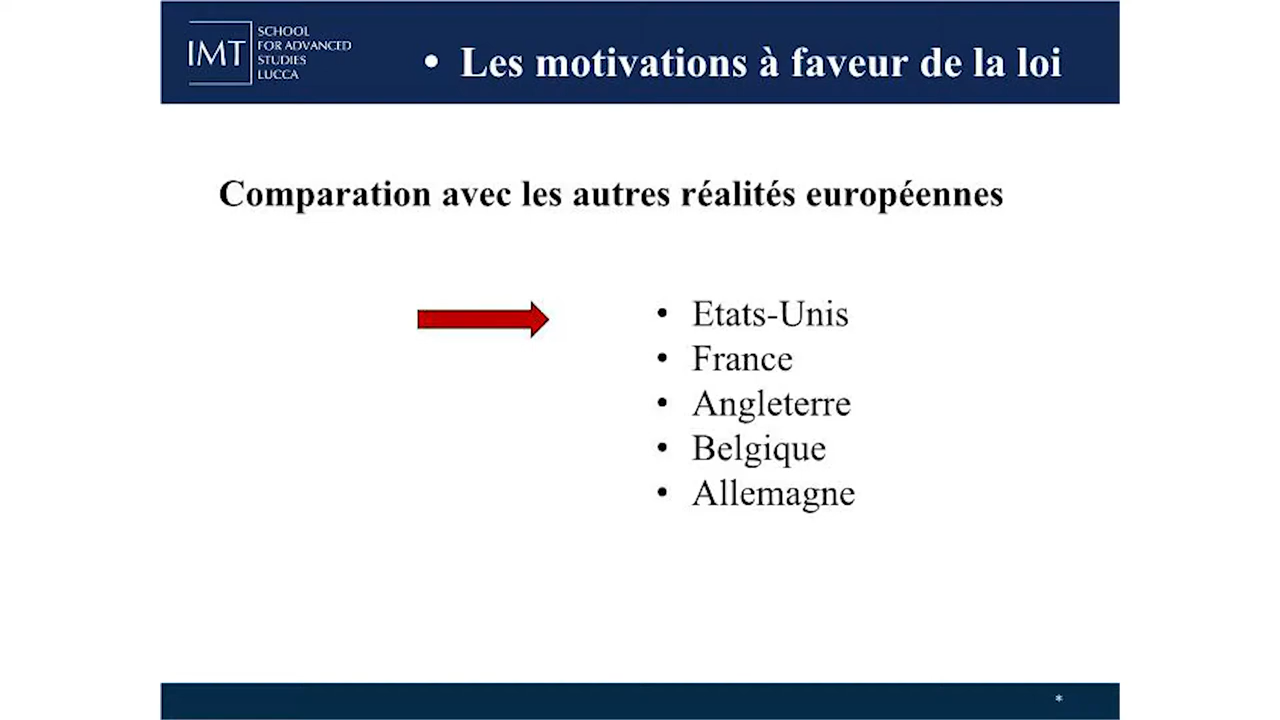 IMT
SCHOOL
FOR ADVANCED
STUDIES
LUCCA
• Les motivations à faveur de la loi
Comparation avec les autres réalités européennes
• Etats-Unis
• France
• Angleterre
• Belgique
• Allemagne
*